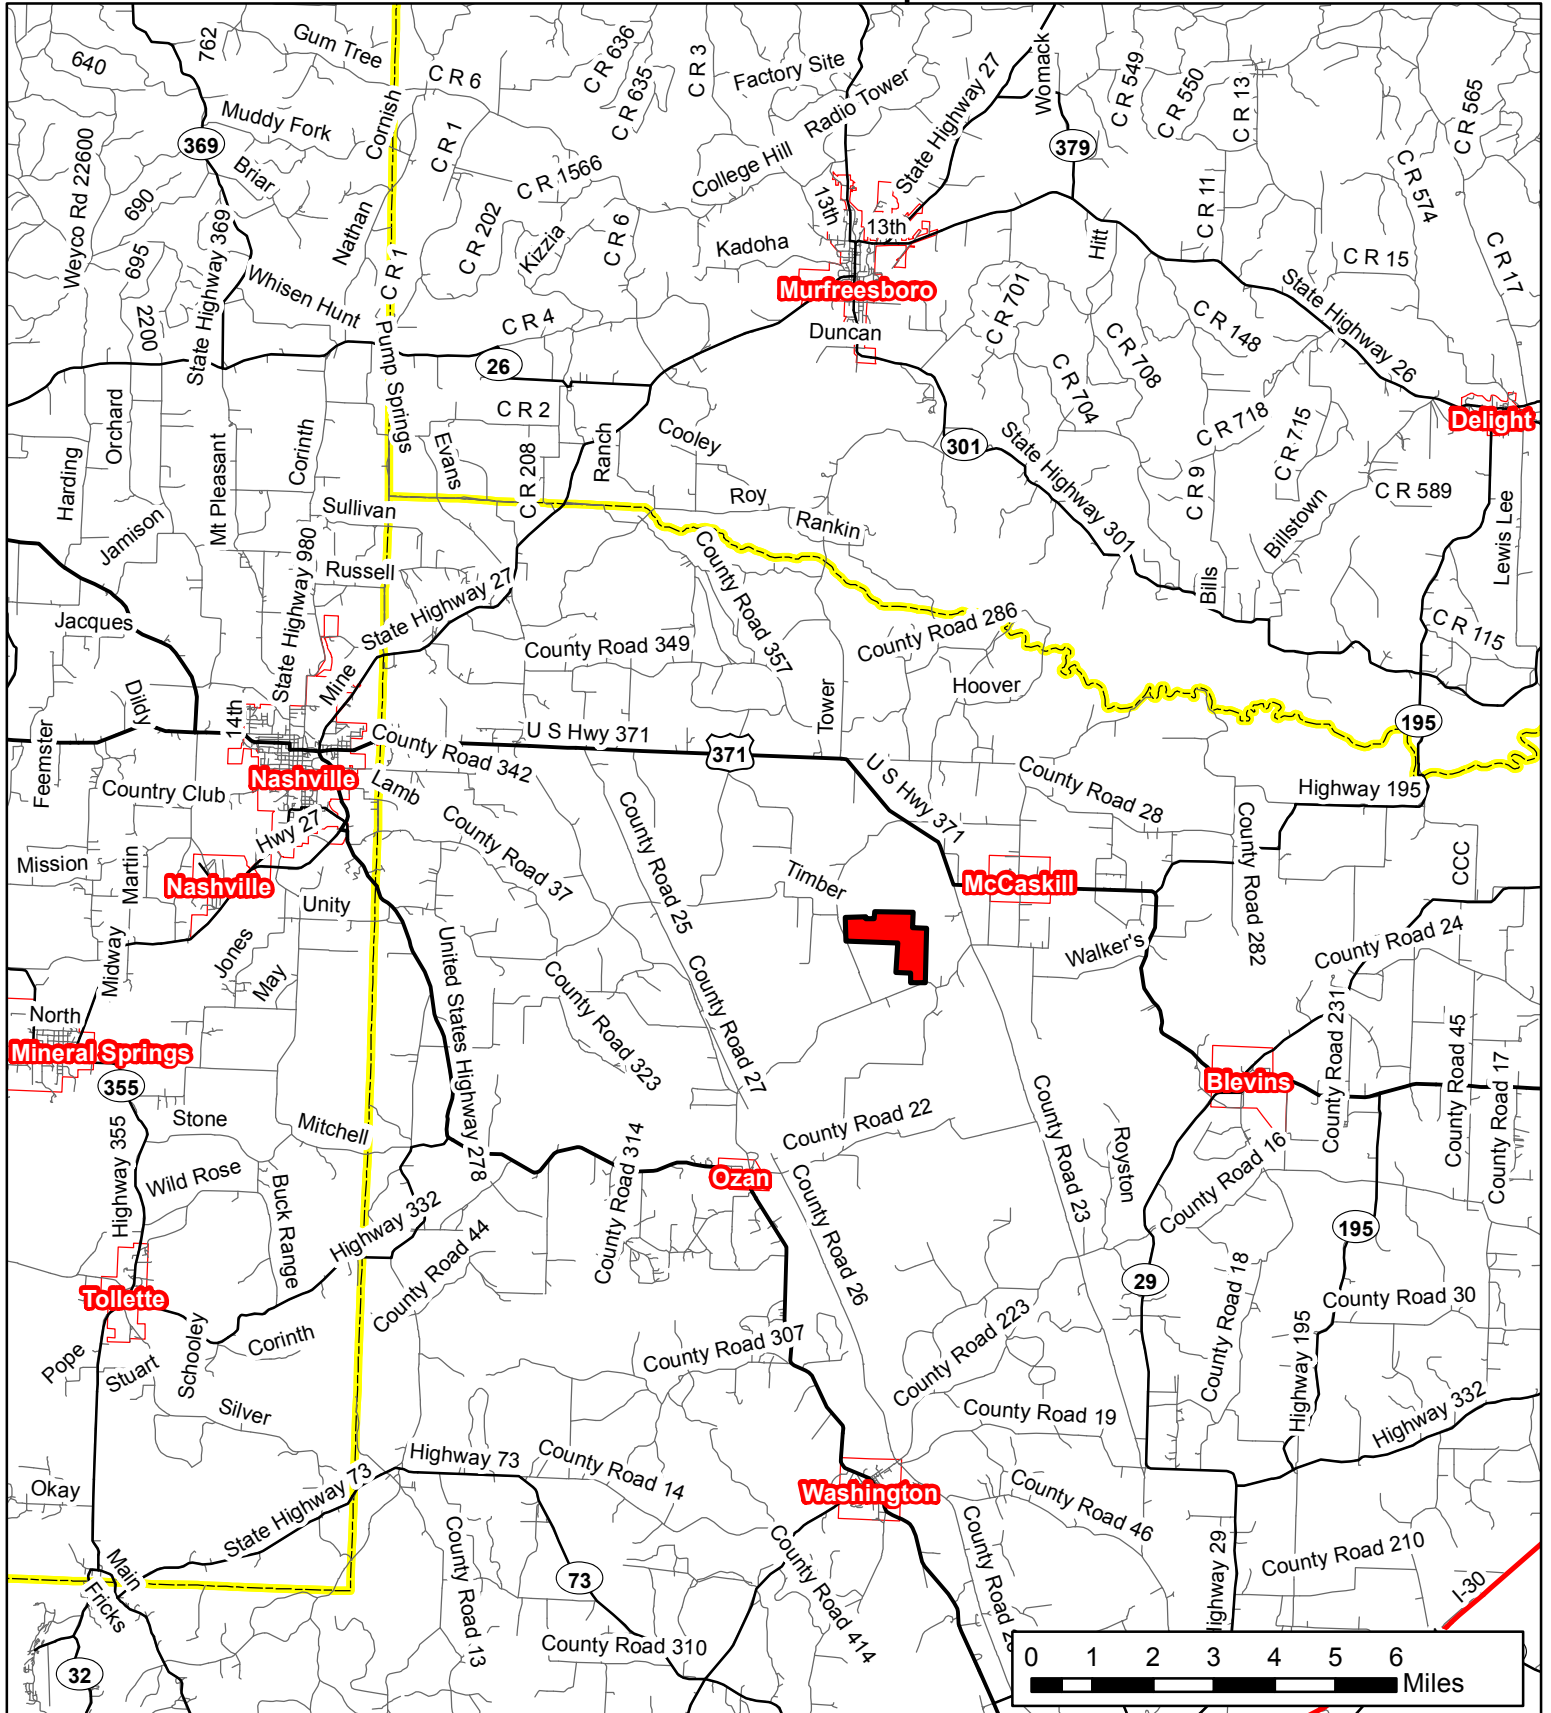 Gum Tree
762
640
C R 6
C R 636
C R 635
C R 3
Factory Site
Radio Tower
State Highway 27
Womack
C R 549
C R 550
C R 13
C R 565
Muddy Fork
Cornish
C R 1
369
Briar
Weyco Rd 22600
690
695
2200
State Highway 369
Nathan
Whisen Hunt
C R 1
C R 202
C R 1566
Kizzia
C R 6
College Hill
13th
13th
Kadoha
379
Hitt
C R 11
C R 574
C R 15
C R 17
Murfreesboro
Duncan
C R 701
C R 708
C R 704
C R 148
State Highway 26
Pump Springs
C R 4
26
C R 2
C R 718
C R 715
Delight
Orchard
Harding
Mt Pleasant
Corinth
Evans
C R 208
Ranch
Cooley
301
State Highway 301
C R 9
C R 589
Billstown
Lewis Lee
Jamison
Sullivan
Roy
Rankin
Russell
State Highway 980
State Highway 27
County Road 357
Bills
Jacques
County Road 349
County Road 286
C R 115
Hoover
Dildy
Mine
14th
Tower
195
Feemster
U S Hwy 371
371
County Road 342
Nashville
Lamb
Country Club
U S Hwy 371
County Road 28
Highway 195
Hwy 27
County Road 37
County Road 25
County Road 282
CCC
Mission
Martin
Nashville
Unity
Timber
McCaskill
Walker's
County Road 24
Midway
Jones
May
United States Highway 278
County Road 323
County Road 27
North
Mineral Springs
355
County Road 231
County Road 45
County Road 17
Blevins
Stone
Mitchell
County Road 22
County Road 23
Royston
County Road 16
Highway 355
Wild Rose
Buck Range
Highway 332
County Road 44
County Road 314
Ozan
County Road 26
195
29
Tollette
County Road 18
County Road 30
Pope
Stuart
Schooley
Corinth
County Road 307
County Road 223
Highway 195
Silver
County Road 19
Highway 332
Highway 73
County Road 14
Okay
State Highway 73
Washington
County Road 46
Main
Fricks
County Road 13
73
County Road 414
Highway 29
County Road 210
I-30
County Road 310
32
0 1 2 3 4 5 6
Miles